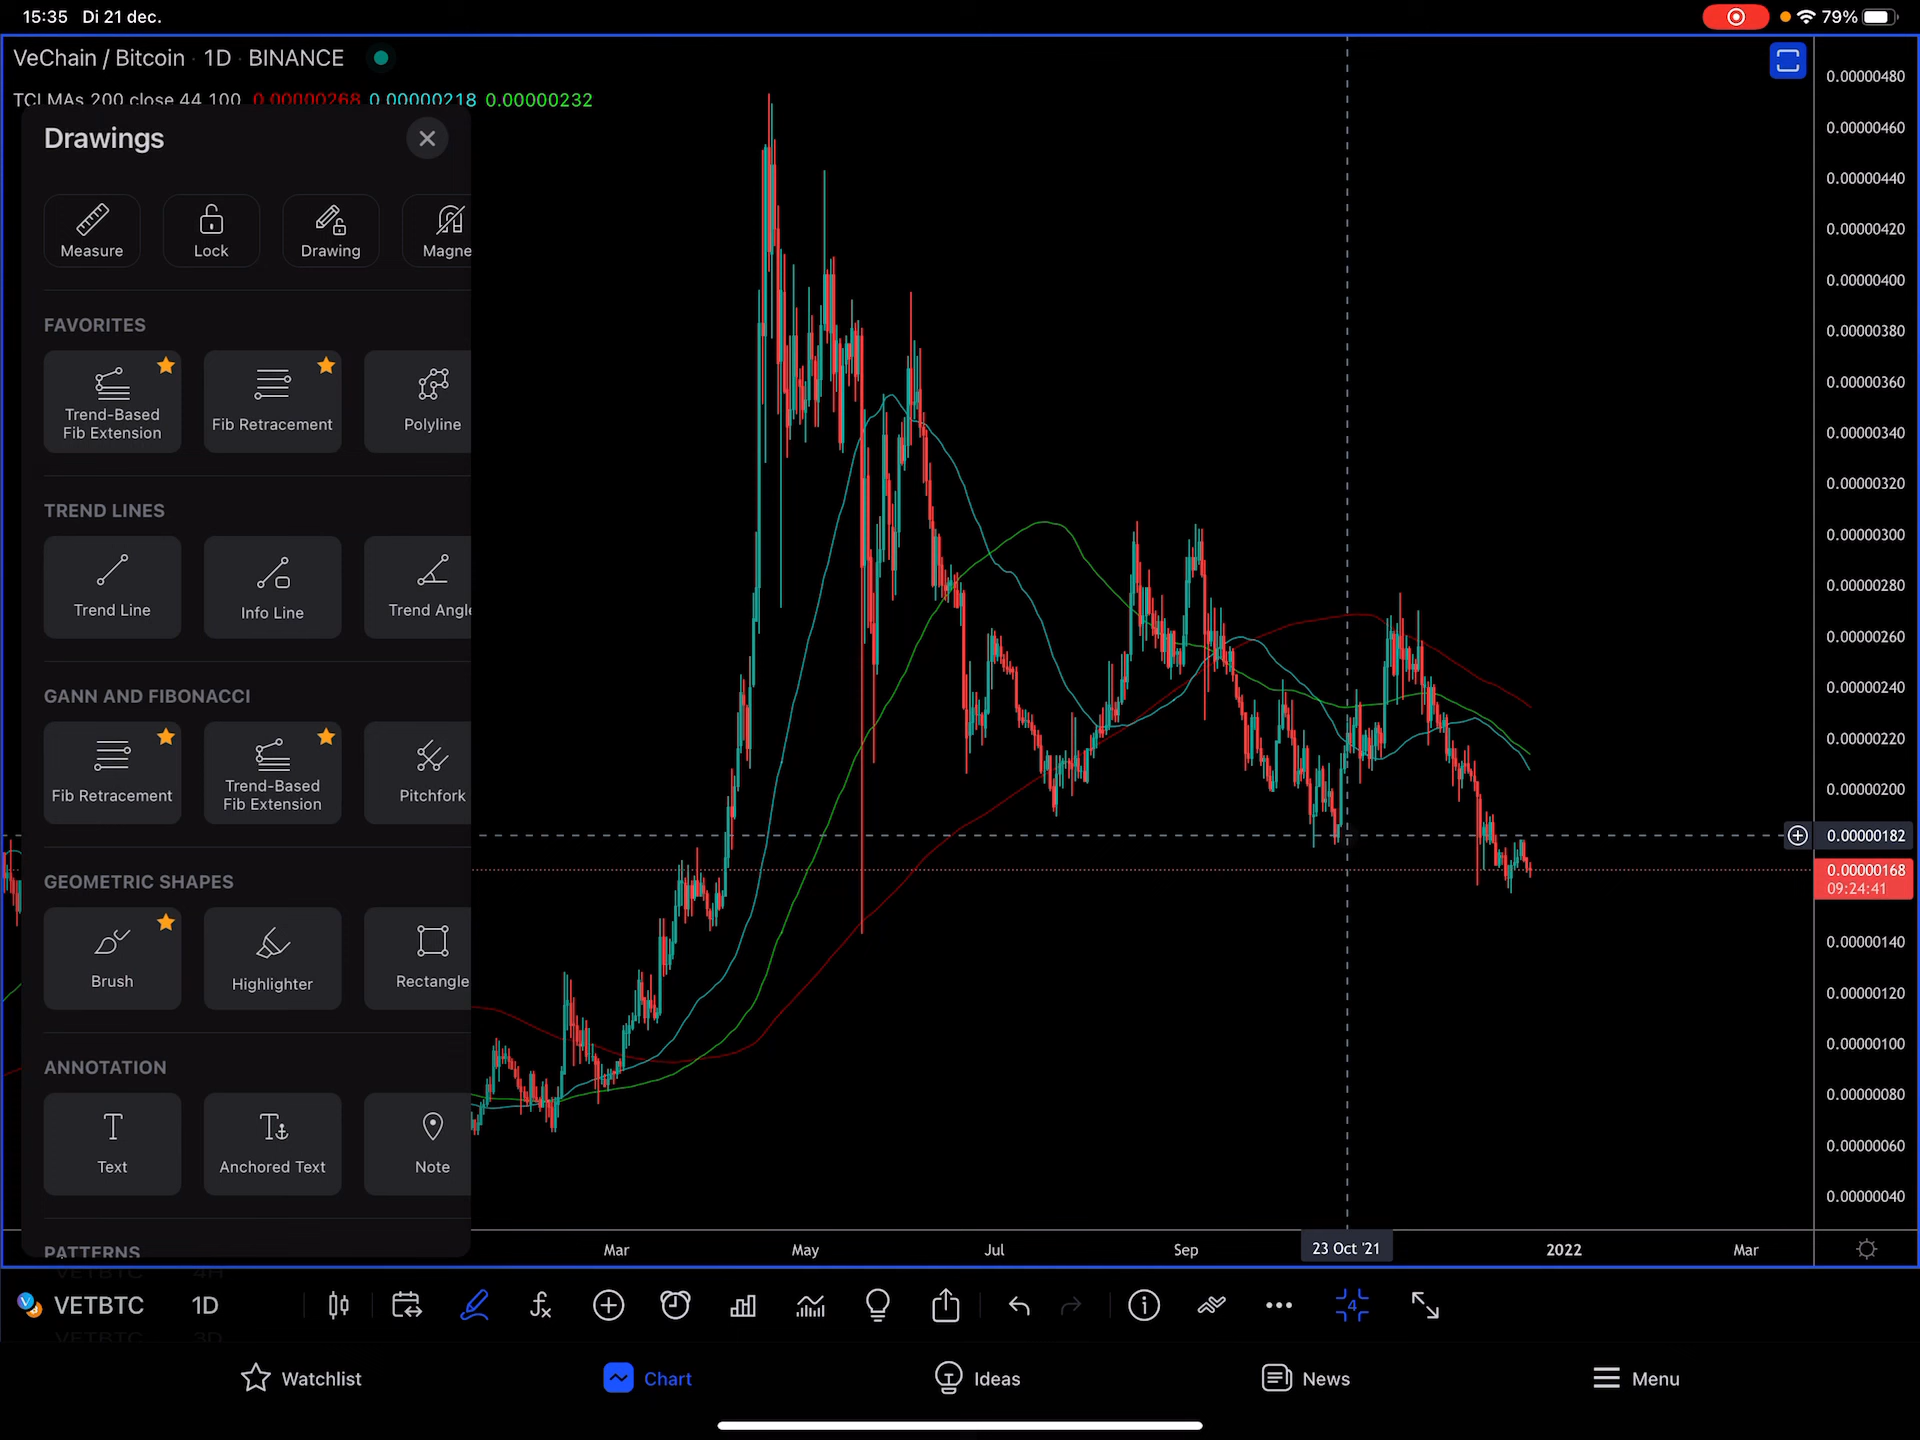 15:35 Di 21 dec.
79%
VeChain / Bitcoin · 1D · BINANCE
TCI MAs 200 close 44 100 0.00000268 0.00000218 0.00000232
Drawings
Measure
Lock
Drawing
Magne
FAVORITES
Trend-Based Fib Extension
Fib Retracement
Polyline
TREND LINES
Trend Line
Info Line
Trend Angle
GANN AND FIBONACCI
Fib Retracement
Trend-Based Fib Extension
Pitchfork
GEOMETRIC SHAPES
Brush
Highlighter
Rectangle
ANNOTATION
Text
Anchored Text
Note
PATTERNS
0.00000480
0.00000460
0.00000440
0.00000420
0.00000400
0.00000380
0.00000360
0.00000340
0.00000320
0.00000300
0.00000280
0.00000260
0.00000240
0.00000220
0.00000200
0.00000182
0.00000168
09:24:41
0.00000140
0.00000120
0.00000100
0.00000080
0.00000060
0.00000040
Mar
May
Jul
Sep
23 Oct '21
2022
Mar
4H
VETBTC
1D
4
VETBTC
3D
Watchlist
Chart
Ideas
News
Menu